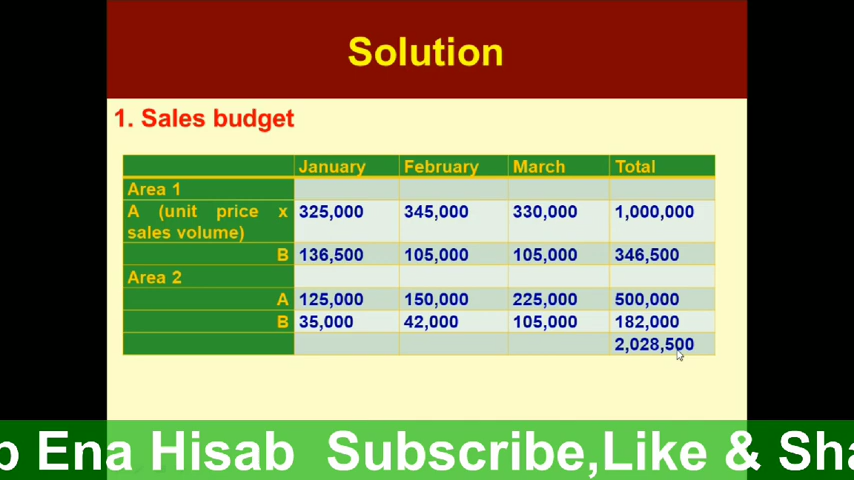 Solution
1. Sales budget
January February March Total
Area 1
A (unit price x
sales volume) 325,000 345,000 330,000 1,000,000
B 136,500 105,000 105,000 346,500
Area 2
A 125,000 150,000 225,000 500,000
B 35,000 42,000 105,000 182,000
2,028,500
Ena Hisab Subscribe,Like &